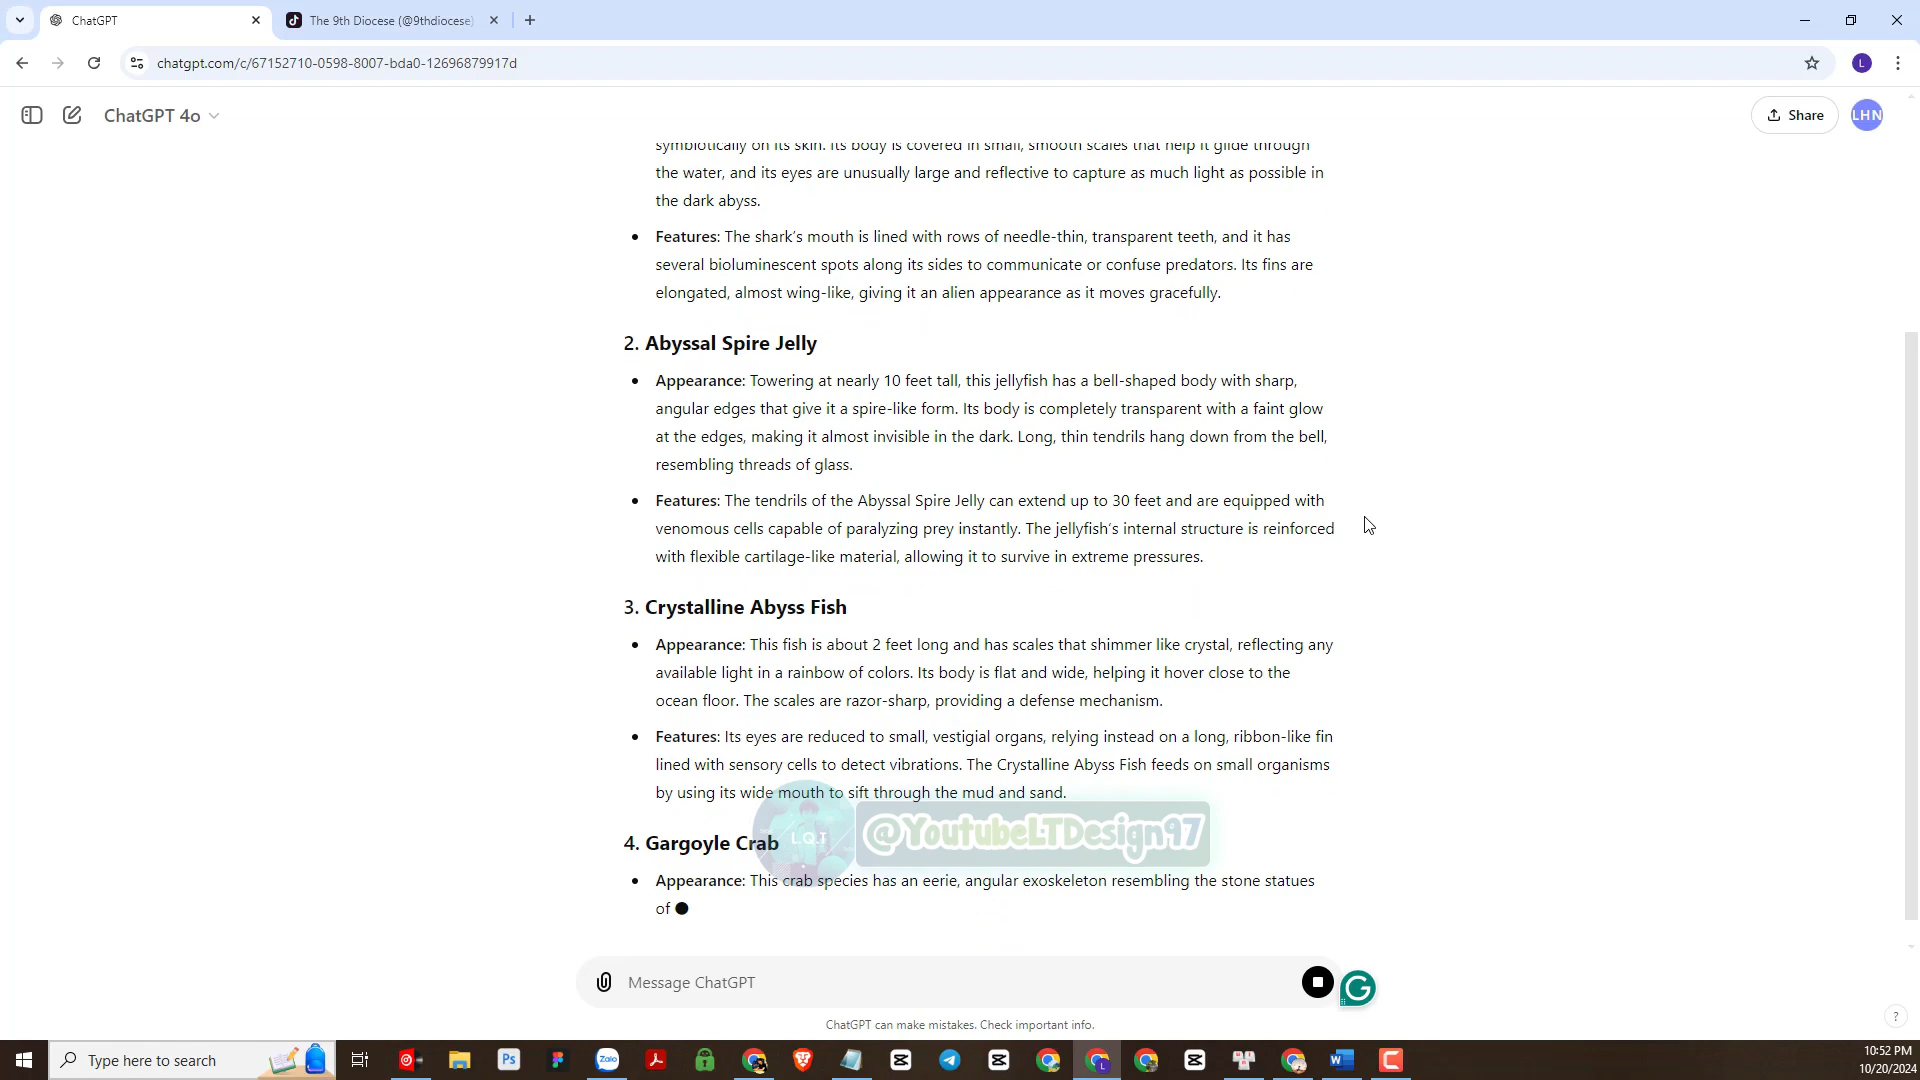 ChatGPT
The 9th Diocese (@9thdiocese)
chatgpt.com/c/67152710-0598-8007-bda0-12696879917d
L
ChatGPT 4o
Share
LHN
symbiotically on its skin. Its body is covered in small, smooth scales that help it glide through
the water, and its eyes are unusually large and reflective to capture as much light as possible in
the dark abyss.
Features: The shark's mouth is lined with rows of needle-thin, transparent teeth, and it has
several bioluminescent spots along its sides to communicate or confuse predators. Its fins are
elongated, almost wing-like, giving it an alien appearance as it moves gracefully.
2. Abyssal Spire Jelly
Appearance: Towering at nearly 10 feet tall, this jellyfish has a bell-shaped body with sharp,
angular edges that give it a spire-like form. Its body is completely transparent with a faint glow
at the edges, making it almost invisible in the dark. Long, thin tendrils hang down from the bell,
resembling threads of glass.
Features: The tendrils of the Abyssal Spire Jelly can extend up to 30 feet and are equipped with
venomous cells capable of paralyzing prey instantly. The jellyfish's internal structure is reinforced
with flexible cartilage-like material, allowing it to survive in extreme pressures.
3. Crystalline Abyss Fish
Appearance: This fish is about 2 feet long and has scales that shimmer like crystal, reflecting any
available light in a rainbow of colors. Its body is flat and wide, helping it hover close to the
ocean floor. The scales are razor-sharp, providing a defense mechanism.
Features: Its eyes are reduced to small, vestigial organs, relying instead on a long, ribbon-like fin
lined with sensory cells to detect vibrations. The Crystalline Abyss Fish feeds on small organisms
by using its wide mouth to sift through the mud and sand.
L.Q.T
@YoutubeLTDesign97
4. Gargoyle Crab
Appearance: This crab species has an eerie, angular exoskeleton resembling the stone statues
of
Message ChatGPT
ChatGPT can make mistakes. Check important info.
?
Type here to search
Ps
Zalo
L
10:52 PM
10/20/2024